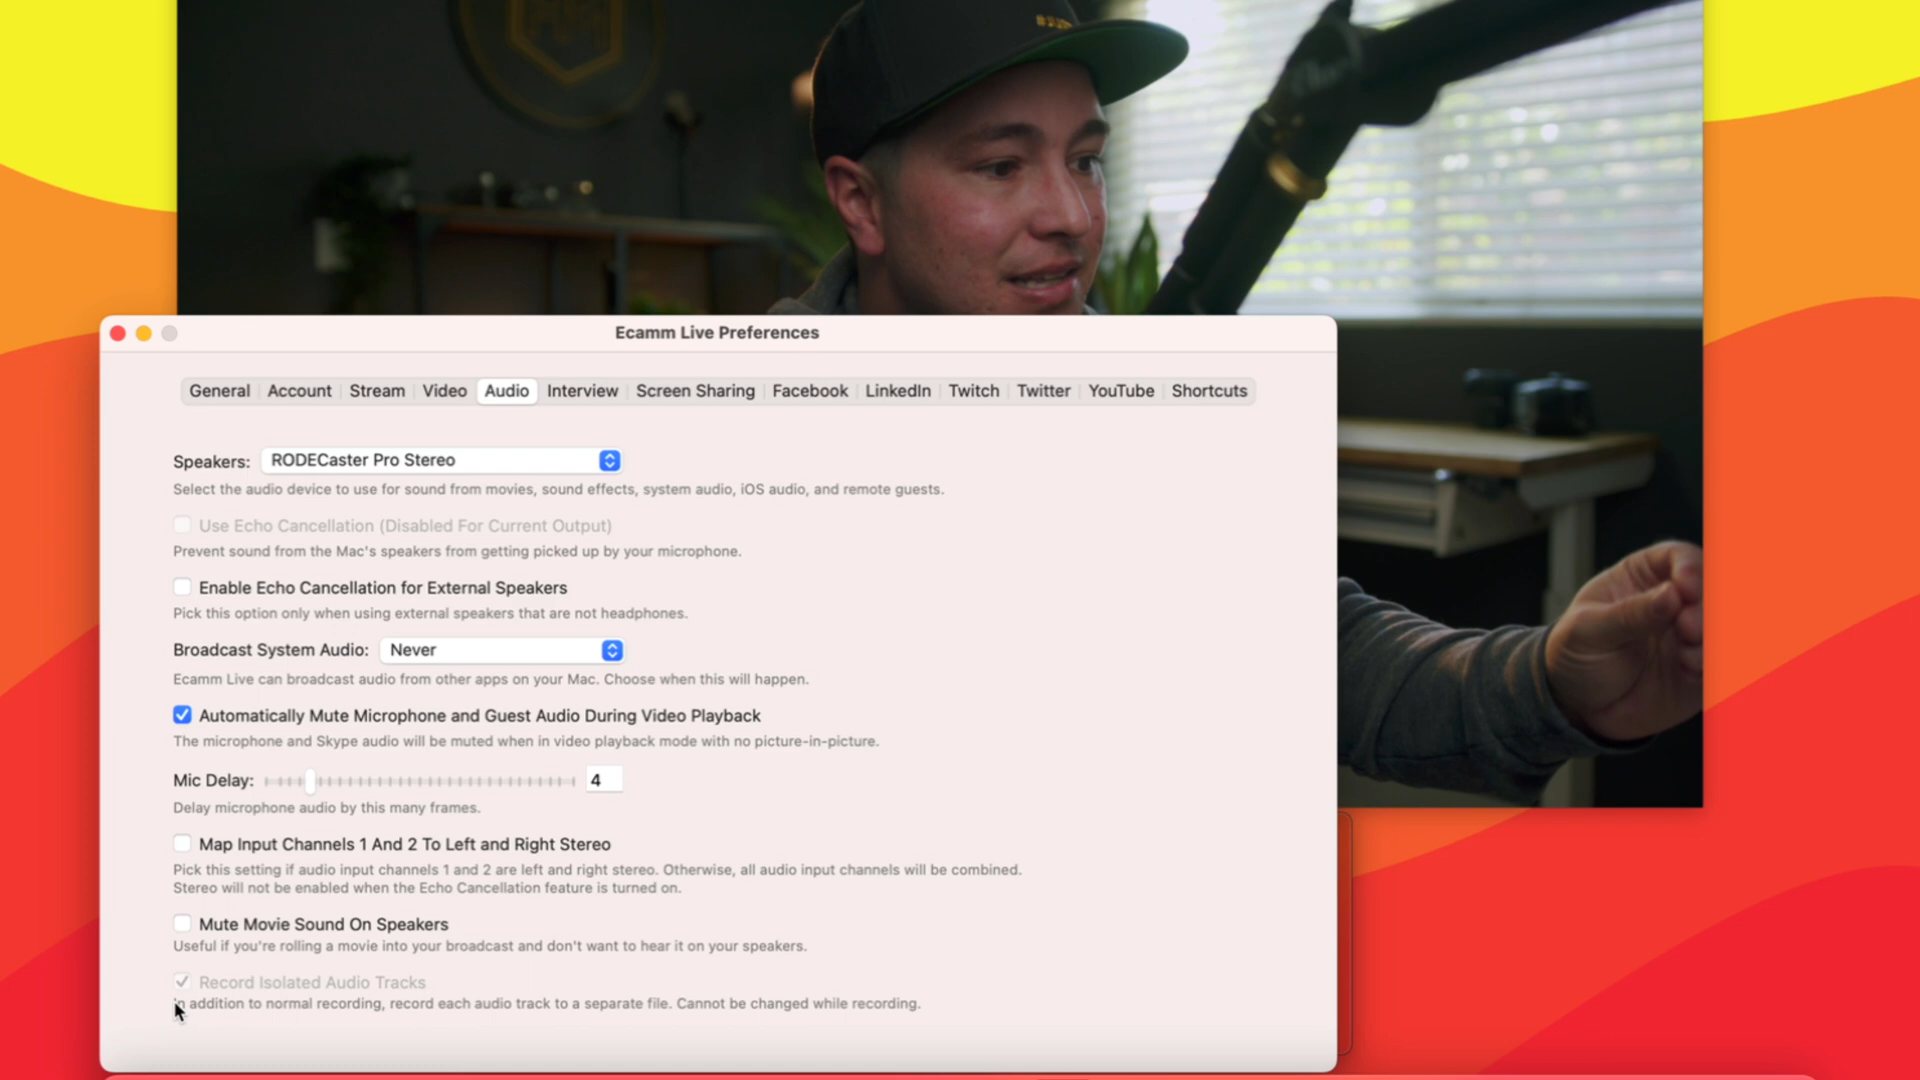 Ecamm Live Preferences
General Account Stream Video Audio Interview Screen Sharing Facebook LinkedIn Twitch Twitter YouTube Shortcuts
Speakers: RODECaster Pro Stereo
Select the audio device to use for sound from movies, sound effects, system audio, iOS audio, and remote guests.
Use Echo Cancellation (Disabled For Current Output)
Prevent sound from the Mac's speakers from getting picked up by your microphone.
Enable Echo Cancellation for External Speakers
Pick this option only when using external speakers that are not headphones.
Broadcast System Audio: Never
Ecamm Live can broadcast audio from other apps on your Mac. Choose when this will happen.
Automatically Mute Microphone and Guest Audio During Video Playback
The microphone and Skype audio will be muted when in video playback mode with no picture-in-picture.
Mic Delay: 4
Delay microphone audio by this many frames.
Map Input Channels 1 And 2 To Left and Right Stereo
Pick this setting if audio input channels 1 and 2 are left and right stereo. Otherwise, all audio input channels will be combined.
Stereo will not be enabled when the Echo Cancellation feature is turned on.
Mute Movie Sound On Speakers
Useful if you're rolling a movie into your broadcast and don't want to hear it on your speakers.
Record Isolated Audio Tracks
In addition to normal recording, record each audio track to a separate file. Cannot be changed while recording.